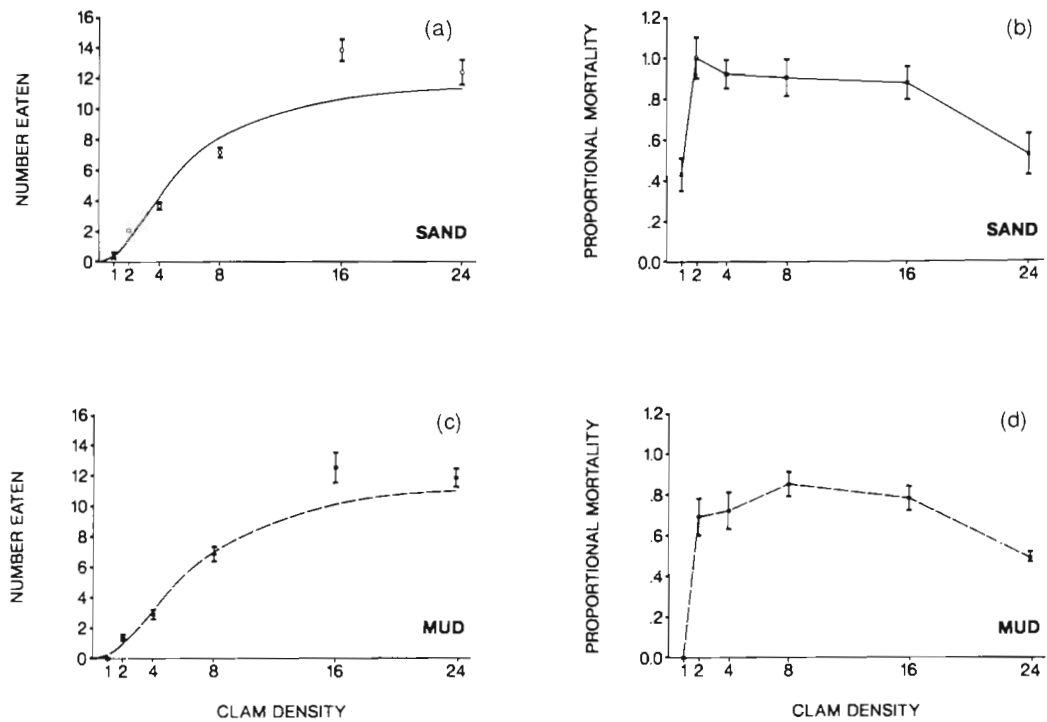 (a)
NUMBER EATEN
16
14
12
10
8
6
4
2
0
1 2 4 8 16 24
SAND
(b)
PROPORTIONAL MORTALITY
1.2
1.0
.8
.6
.4
.2
0.0
1 2 4 8 16 24
SAND
(c)
NUMBER EATEN
16
14
12
10
8
6
4
2
0
1 2 4 8 16 24
MUD
CLAM DENSITY
(d)
PROPORTIONAL MORTALITY
1.2
1.0
.8
.6
.4
.2
0.0
1 2 4 8 16 24
MUD
CLAM DENSITY